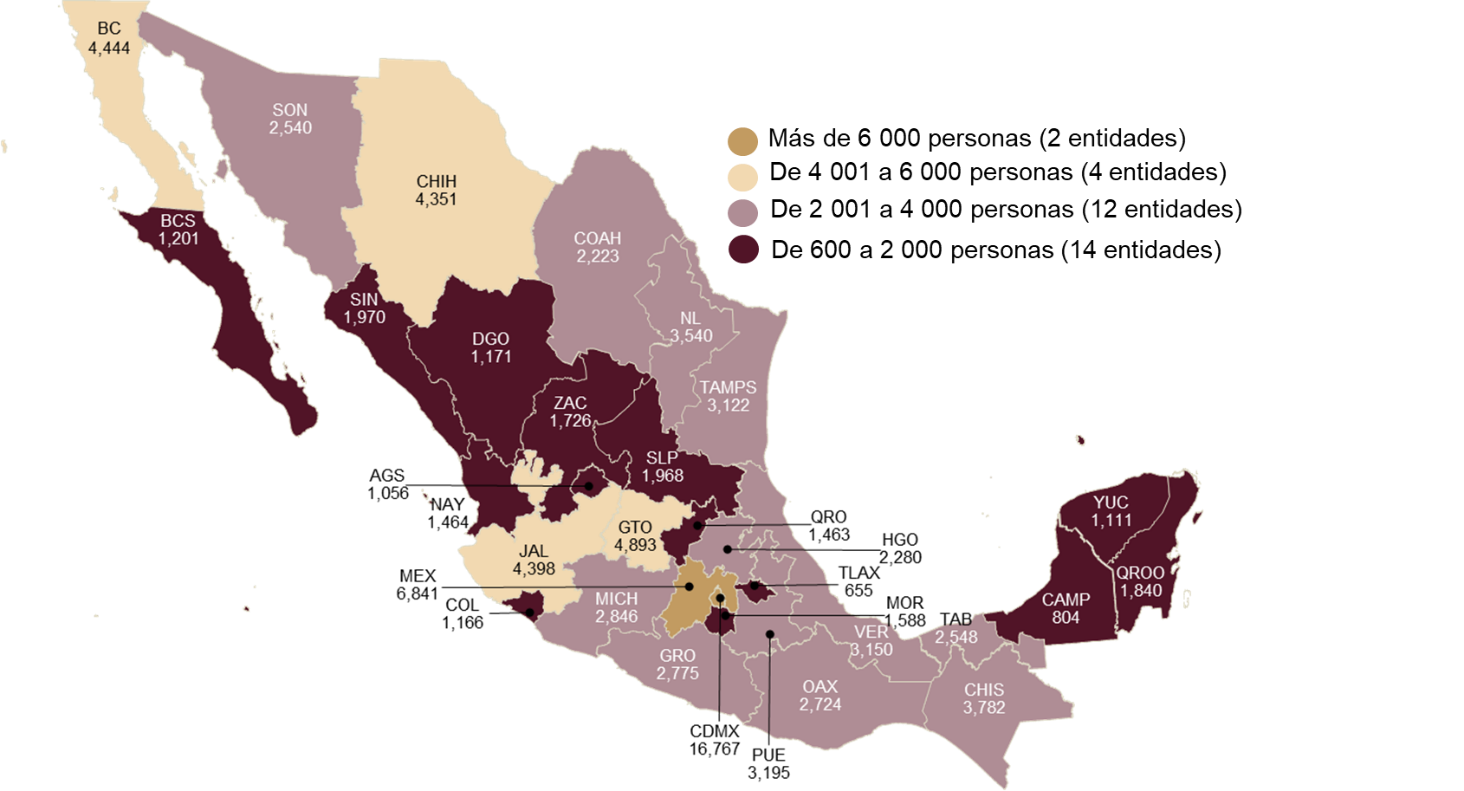 BC
4,444
SON
2,540
CHIH
4,351
Más de 6 000 personas (2 entidades)
De 4 001 a 6 000 personas (4 entidades)
De 2 001 a 4 000 personas (12 entidades)
De 600 a 2 000 personas (14 entidades)
BCS
1,201
COAH
2,223
SIN
1,970
NL
3,540
DGO
1,171
TAMPS
3,122
ZAC
1,726
SLP
1,968
AGS
1,056
NAY
1,464
YUC
1,111
QRO
1,463
GTO
4,893
HGO
2,280
JAL
4,398
TLAX
655
QROO
1,840
MEX
6,841
COL
1,166
MICH
2,846
MOR
1,588
CAMP
804
TAB
2,548
VER
3,150
GRO
2,775
OAX
2,724
CHIS
3,782
CDMX
16,767
PUE
3,195